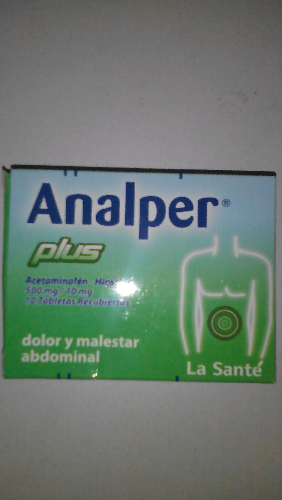 Analper®
plus
Acetaminofén
500 mg / 10 mg
10 Tabletas Recubiertas
dolor y malestar
abdominal
La Santé